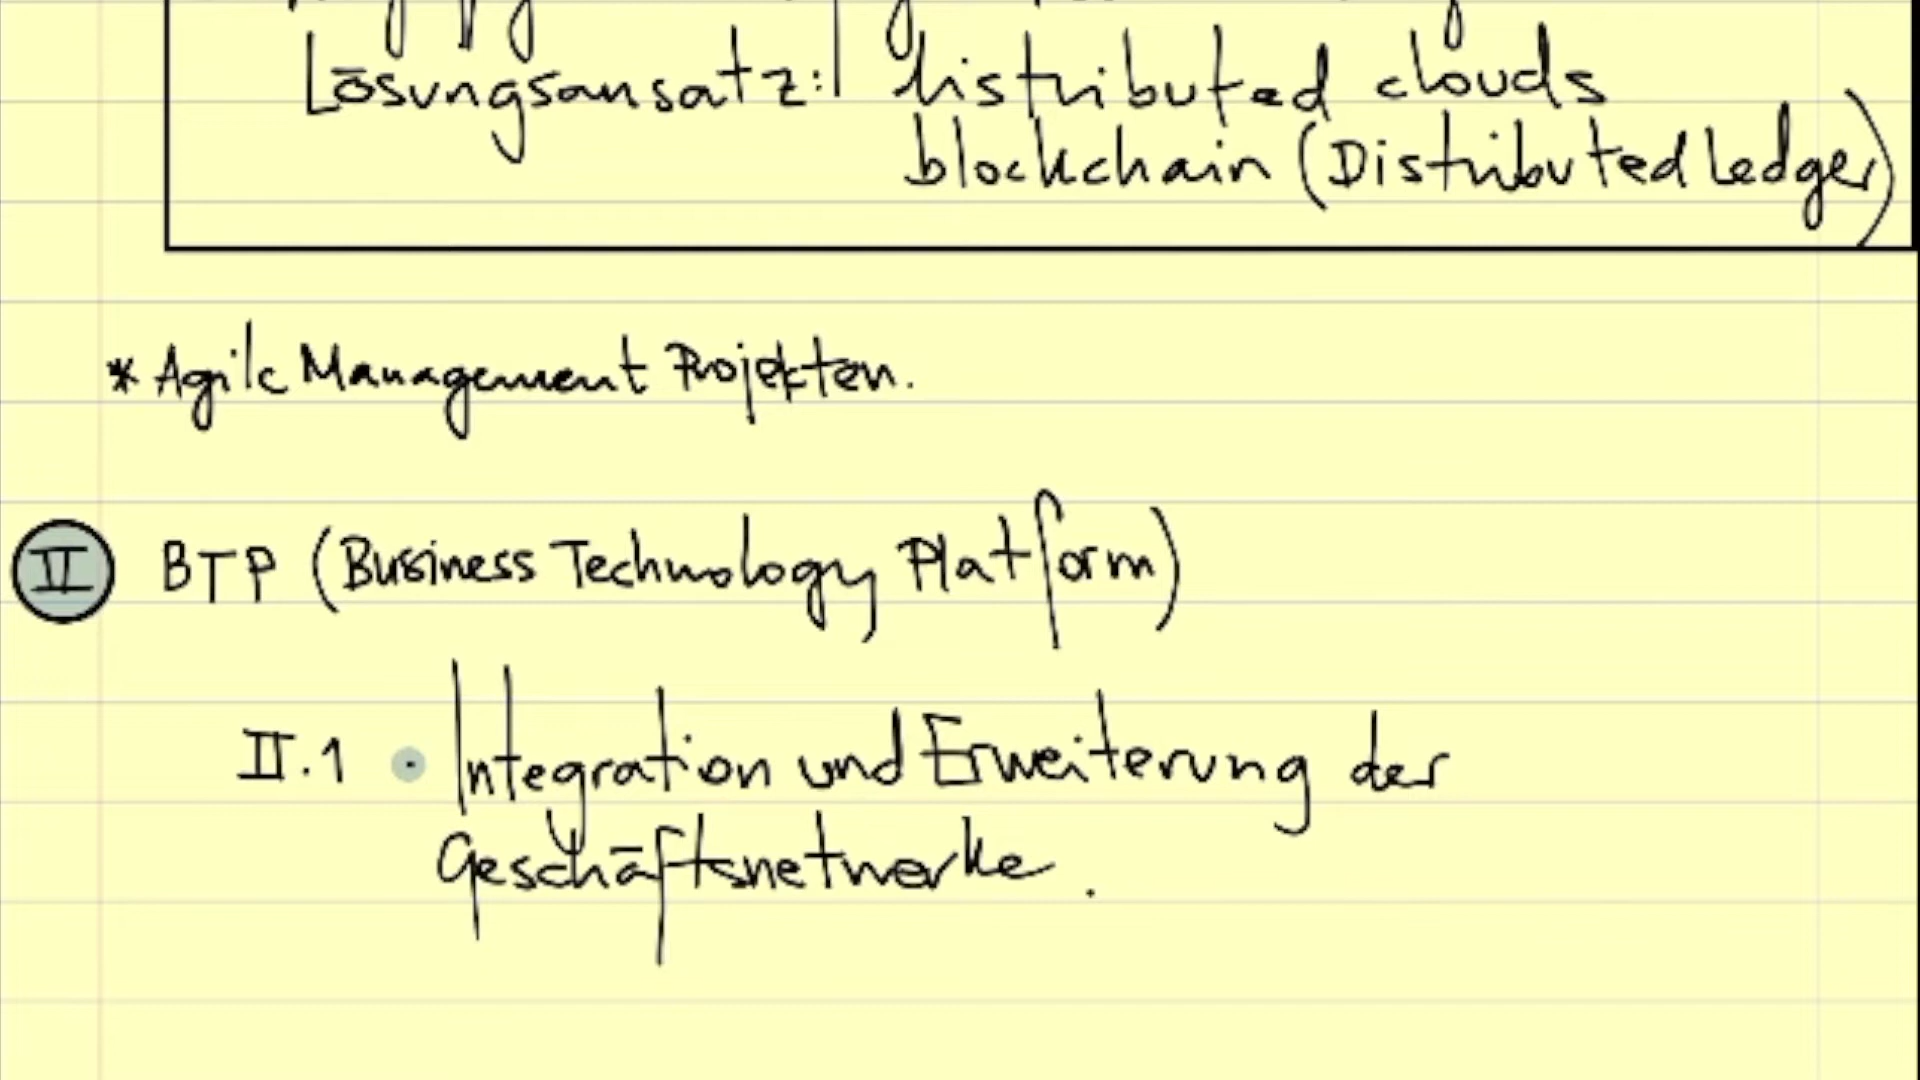 Lösungsansatz: distributed clouds
blockchain (Distributed Ledger)
* Agile Management Projekten.
II BTP (Business Technology Platform)
II.1 • Integration und Erweiterung der
Geschäftsnetwerke.